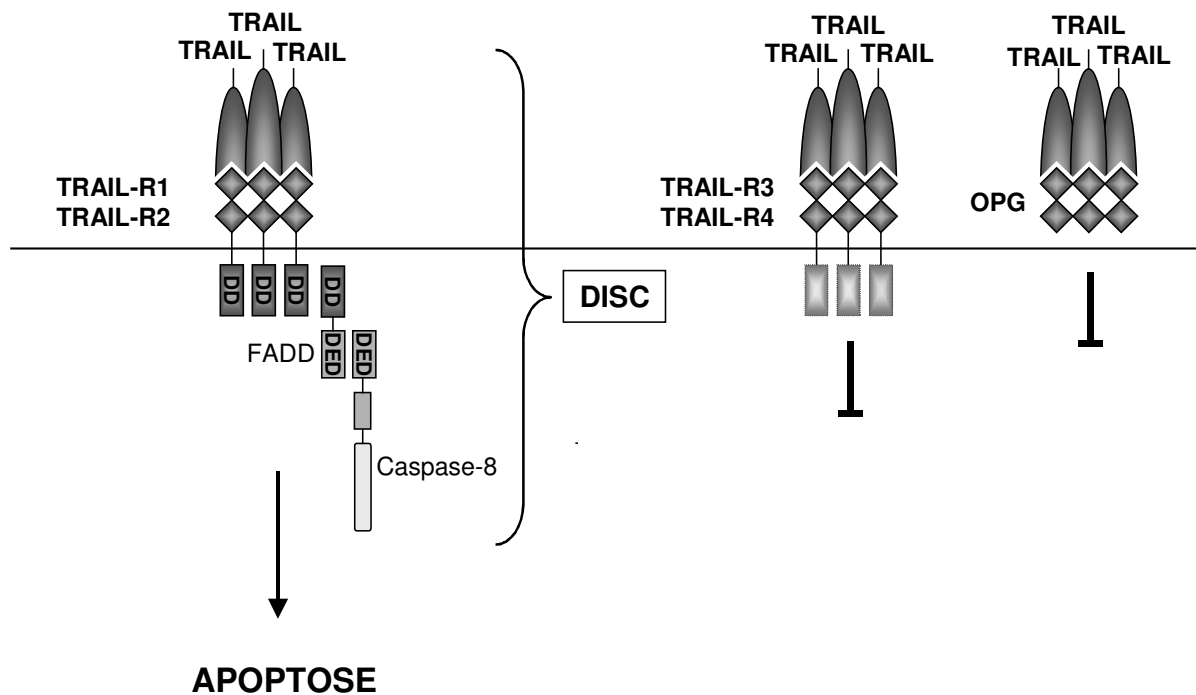 TRAIL
TRAIL TRAIL
TRAIL-R1
TRAIL-R2
DD DD DD DD
FADD
DED DED
Caspase-8
APOPTOSE
DISC
TRAIL
TRAIL TRAIL
TRAIL-R3
TRAIL-R4
TRAIL
TRAIL TRAIL
OPG